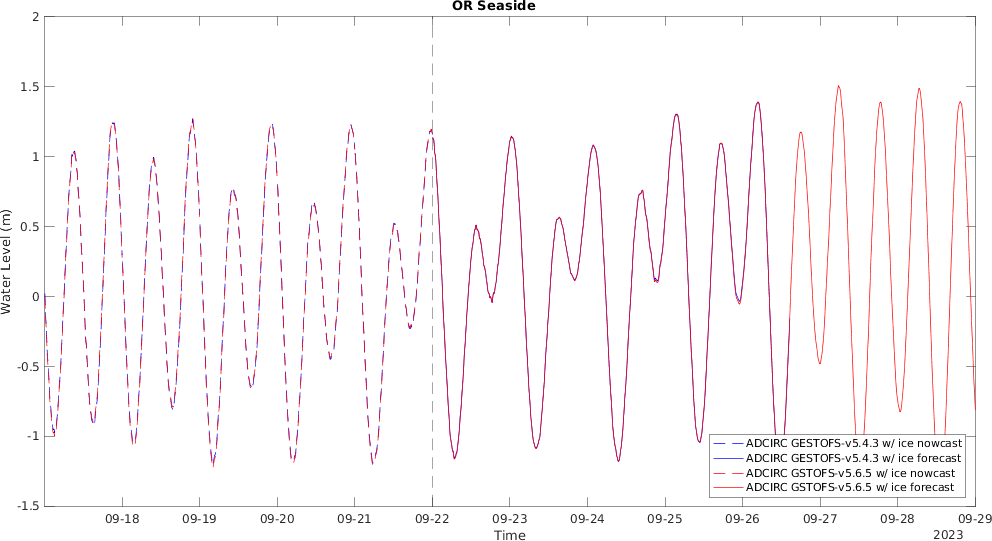 OR Seaside
2
1.5
1
0.5
0
-0.5
-1
-1.5
Water Level (m)
09-18 09-19 09-20 09-21 09-22 09-23 09-24 09-25 09-26 09-27 09-28 09-29
Time
2023
ADCIRC GESTOFS-v5.4.3 w/ ice nowcast
ADCIRC GESTOFS-v5.4.3 w/ ice forecast
ADCIRC GSTOFS-v5.6.5 w/ ice nowcast
ADCIRC GSTOFS-v5.6.5 w/ ice forecast